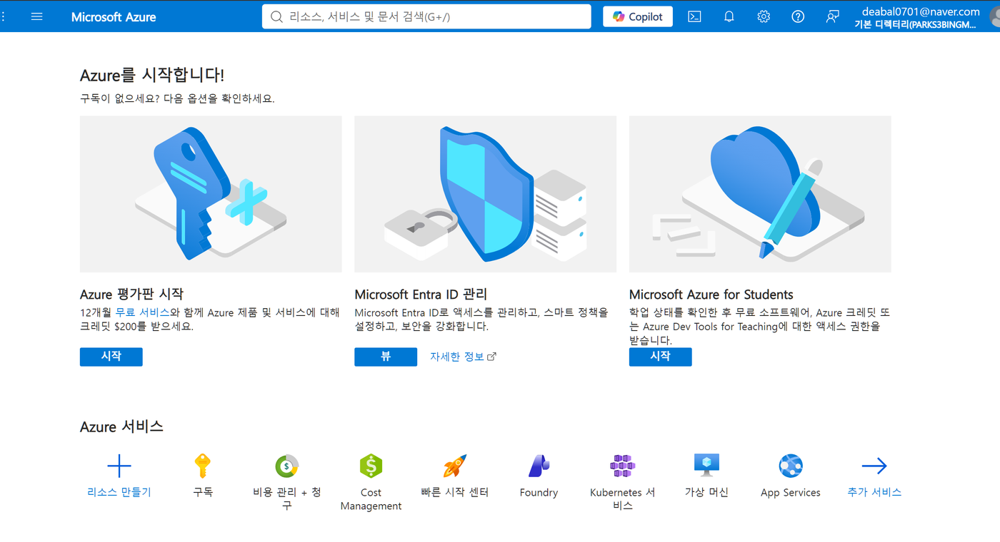 Microsoft Azure
리소스, 서비스 및 문서 검색(G+/)
Copilot
deabal0701@naver.com
기본 디렉터리(PARKS3BINGM...
Azure를 시작합니다!
구독이 없으세요? 다음 옵션을 확인하세요.
Azure 평가판 시작
12개월 무료 서비스와 함께 Azure 제품 및 서비스에 대해
크레딧 $200를 받으세요.
시작
Microsoft Entra ID 관리
Microsoft Entra ID로 액세스를 관리하고, 스마트 정책을
설정하고, 보안을 강화합니다.
뷰
자세한 정보
Microsoft Azure for Students
학업 상태를 확인한 후 무료 소프트웨어, Azure 크레딧 또
는 Azure Dev Tools for Teaching에 대한 액세스 권한을
받습니다.
시작
Azure 서비스
리소스 만들기
구독
비용 관리 + 청
구
Cost
Management
빠른 시작 센터
Foundry
Kubernetes 서
비스
가상 머신
App Services
추가 서비스